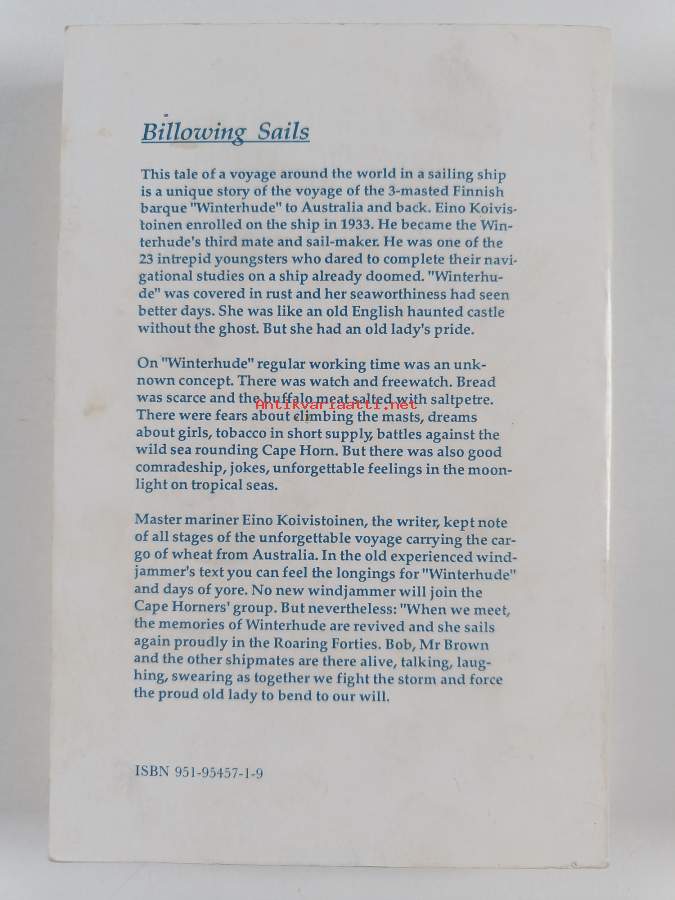 Billowing Sails
This tale of a voyage around the world in a sailing ship
is a unique story of the voyage of the 3-masted Finnish
barque "Winterhude" to Australia and back. Eino Koivis-
toinen enrolled on the ship in 1933. He became the Win-
terhude's third mate and sail-maker. He was one of the
23 intrepid youngsters who dared to complete their navi-
gational studies on a ship already doomed. "Winterhu-
de" was covered in rust and her seaworthiness had seen
better days. She was like an old English haunted castle
without the ghost. But she had an old lady's pride.
On "Winterhude" regular working time was an unk-
nown concept. There was watch and freewatch. Bread
was scarce and the buffalo meat salted with saltpetre.
Antikvariaatti.net
There were fears about climbing the masts, dreams
about girls, tobacco in short supply, battles against the
wild sea rounding Cape Horn. But there was also good
comradeship, jokes, unforgettable feelings in the moon-
light on tropical seas.
Master mariner Eino Koivistoinen, the writer, kept note
of all stages of the unforgettable voyage carrying the car-
go of wheat from Australia. In the old experienced wind-
jammer's text you can feel the longings for "Winterhude"
and days of yore. No new windjammer will join the
Cape Horners' group. But nevertheless: "When we meet,
the memories of Winterhude are revived and she sails
again proudly in the Roaring Forties. Bob, Mr Brown
and the other shipmates are there alive, talking, laug-
hing, swearing as together we fight the storm and force
the proud old lady to bend to our will.
ISBN 951-95457-1-9